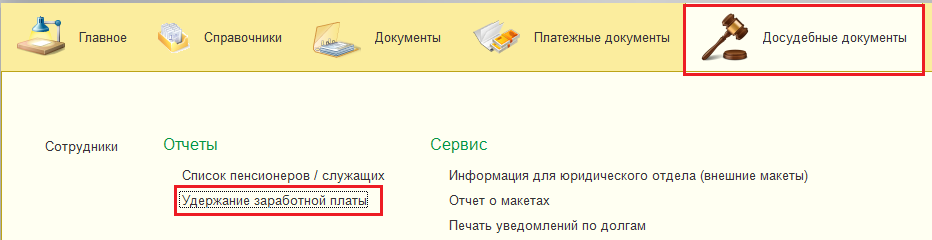 Главное Справочники Документы Платежные документы Досудебные документы
Сотрудники
Отчеты
Список пенсионеров / служащих
Удержание заработной платы
Сервис
Информация для юридического отдела (внешние макеты)
Отчет о макетах
Печать уведомлений по долгам